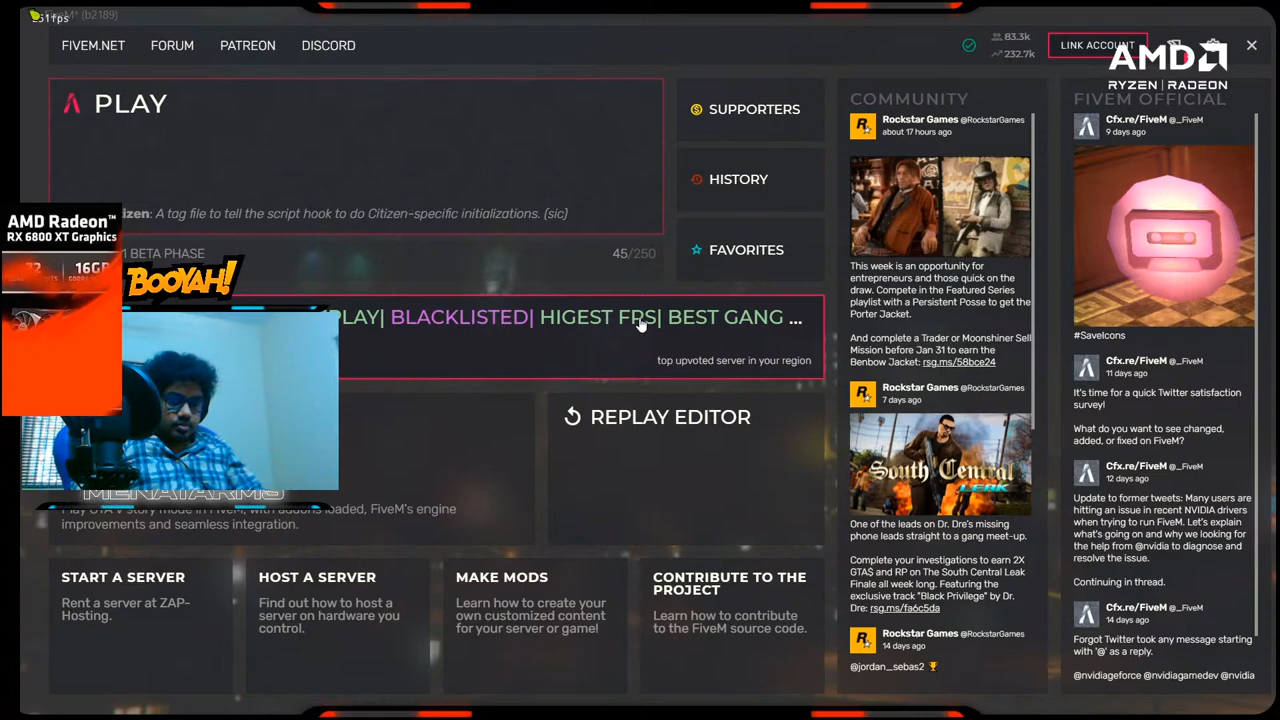 FiveM* (b2189)
251fps
FIVEM.NET
FORUM
PATREON
DISCORD
83.3k
232.7k
LINK ACCOUNT
AMD
RYZEN | RADEON
PLAY
izen: A tag file to tell the script hook to do Citizen-specific initializations. (sic)
1 BETA PHASE
45/250
SUPPORTERS
HISTORY
FAVORITES
AMD Radeon™
RX 6800 XT Graphics
72
16GB
BOOYAH!
PLAY| BLACKLISTED| HIGEST FPS| BEST GANG ...
top upvoted server in your region
REPLAY EDITOR
MENATARMS
Play GTA V story mode in FiveM, with addons loaded, FiveM's engine
improvements and seamless integration.
START A SERVER
Rent a server at ZAP-
Hosting.
HOST A SERVER
Find out how to host a
server on hardware you
control.
MAKE MODS
Learn how to create your
own customized content
for your server or game!
CONTRIBUTE TO THE
PROJECT
Learn how to contribute
to the FiveM source code.
COMMUNITY
Rockstar Games @RockstarGames
about 17 hours ago
This week is an opportunity for
entrepreneurs and those quick on the
draw. Compete in the Featured Series
playlist with a Persistent Posse to get the
Porter Jacket.
And complete a Trader or Moonshiner Sell
Mission before Jan 31 to earn the
Benbow Jacket: rsg.ms/58bce24
Rockstar Games @RockstarGames
7 days ago
South Central
LEAK
One of the leads on Dr. Dre's missing
phone leads straight to a gang meet-up.
Complete your investigations to earn 2X
GTA$ and RP on The South Central Leak
Finale all week long. Featuring the
exclusive track "Black Privilege" by Dr.
Dre: rsg.ms/fa6c5da
Rockstar Games @RockstarGames
14 days ago
@jordan_sebas2 🏆
FIVEM OFFICIAL
Cfx.re/FiveM @_FiveM
9 days ago
#SaveIcons
Cfx.re/FiveM @_FiveM
11 days ago
It's time for a quick Twitter satisfaction
survey!
What do you want to see changed,
added, or fixed on FiveM?
Cfx.re/FiveM @_FiveM
12 days ago
Update to former tweets: Many users are
hitting an issue in recent NVIDIA drivers
when trying to run FiveM. Let's explain
what's going on and why we looking for
the help from @nvidia to diagnose and
resolve the issue.
Continuing in thread.
Cfx.re/FiveM @_FiveM
14 days ago
Forgot Twitter took any message starting
with '@' as a reply.
@nvidiageforce @nvidiagamedev @nvidia